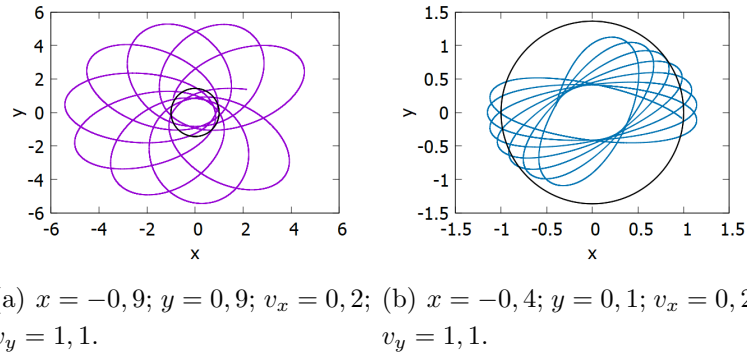 6
4
2
0
-2
-4
-6
y
-6 -4 -2 0 2 4 6
x
1.5
1
0.5
0
-0.5
-1
-1.5
y
-1.5 -1 -0.5 0 0.5 1 1.5
x
a) x = −0, 9; y = 0, 9; v_x = 0, 2; (b) x = −0, 4; y = 0, 1; v_x = 0, 2
v_y = 1, 1. v_y = 1, 1.